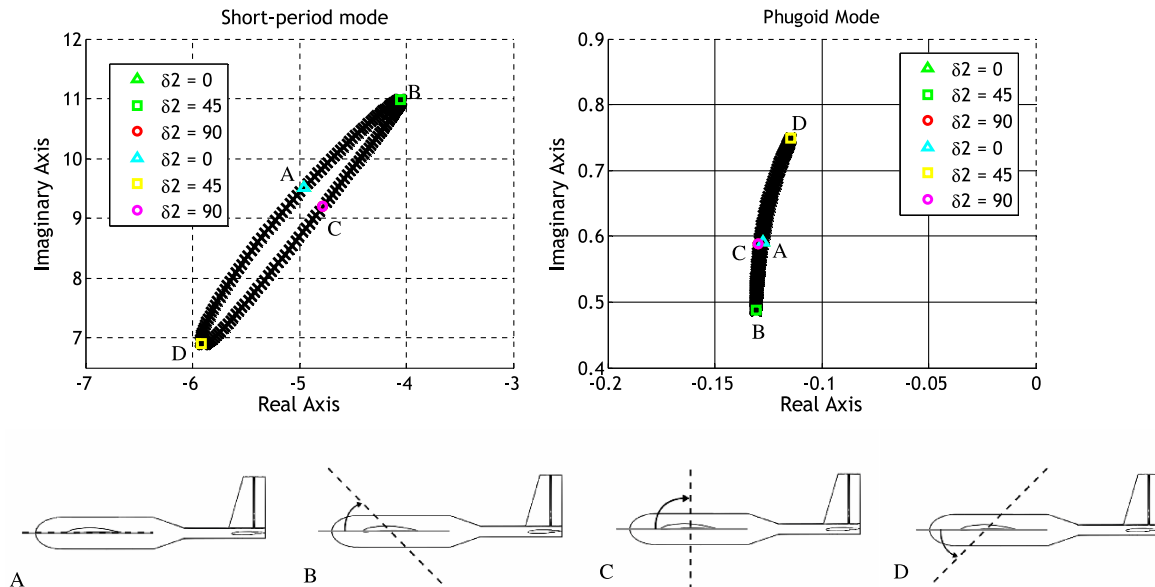 Short-period mode
12
11
10
9
8
7
-7
-6
-5
-4
-3
Imaginary Axis
Real Axis
δ2 = 0
δ2 = 45
δ2 = 90
δ2 = 0
δ2 = 45
δ2 = 90
A
B
C
D
Phugoid Mode
0.9
0.8
0.7
0.6
0.5
0.4
-0.2
-0.15
-0.1
-0.05
0
Imaginary Axis
Real Axis
δ2 = 0
δ2 = 45
δ2 = 90
δ2 = 0
δ2 = 45
δ2 = 90
D
C
A
B
A
B
C
D